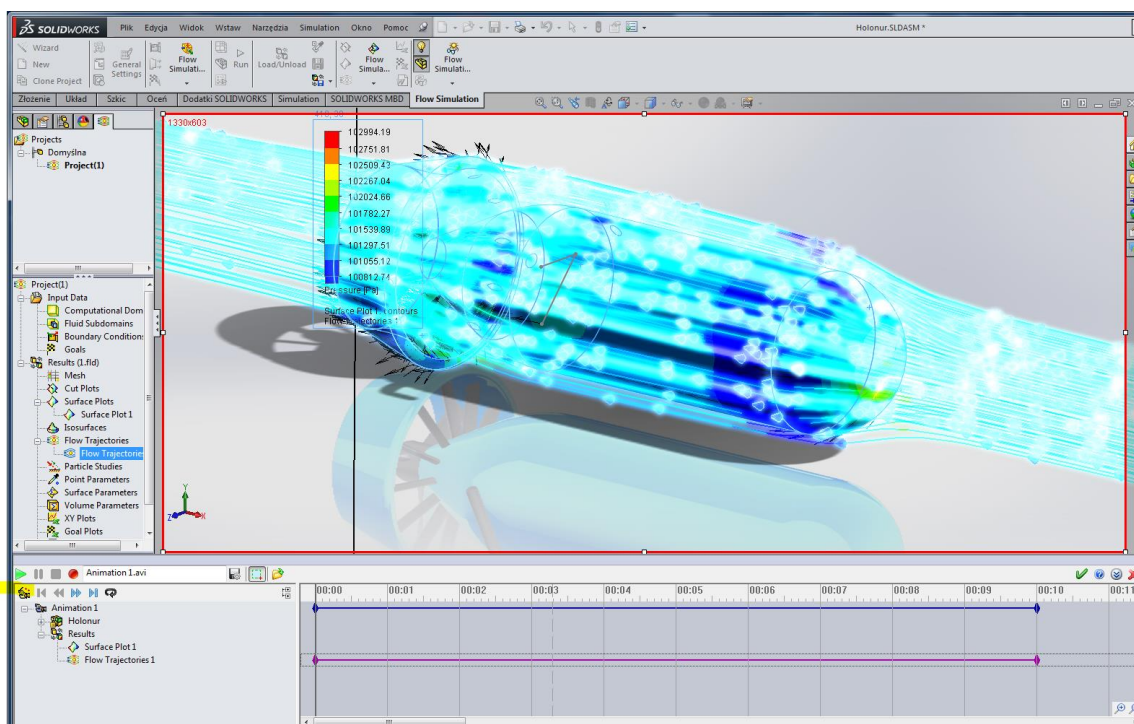 SOLIDWORKS Plik Edycja Widok Wstaw Narzędzia Simulation Okno Pomoc
Holonur.SLDASM *
Wizard
New
Clone Project
General Settings
Flow Simulati...
Run
Load/Unload
Flow Simula...
Flow Simulati...
Złożenie Układ Szkic Oceń Dodatki SOLIDWORKS Simulation SOLIDWORKS MBD Flow Simulation
Projects
Domyślna
Project(1)
1330x603
102994.19
102751.81
102509.43
102267.04
102024.66
101782.27
101539.89
101297.51
101055.12
100812.74
Pressure [Pa]
Surface Plot 1: contours
Flow Trajectories 1
Project(1)
Input Data
Computational Dom
Fluid Subdomains
Boundary Condition
Goals
Results (1.fld)
Mesh
Cut Plots
Surface Plots
Surface Plot 1
Isosurfaces
Flow Trajectories
Flow Trajectorie
Particle Studies
Point Parameters
Surface Parameters
Volume Parameters
XY Plots
Goal Plots
Y
Z X
Animation 1.avi
00:00 00:01 00:02 00:03 00:04 00:05 00:06 00:07 00:08 00:09 00:10 00:11
Animation 1
Holonur
Results
Surface Plot 1
Flow Trajectories 1